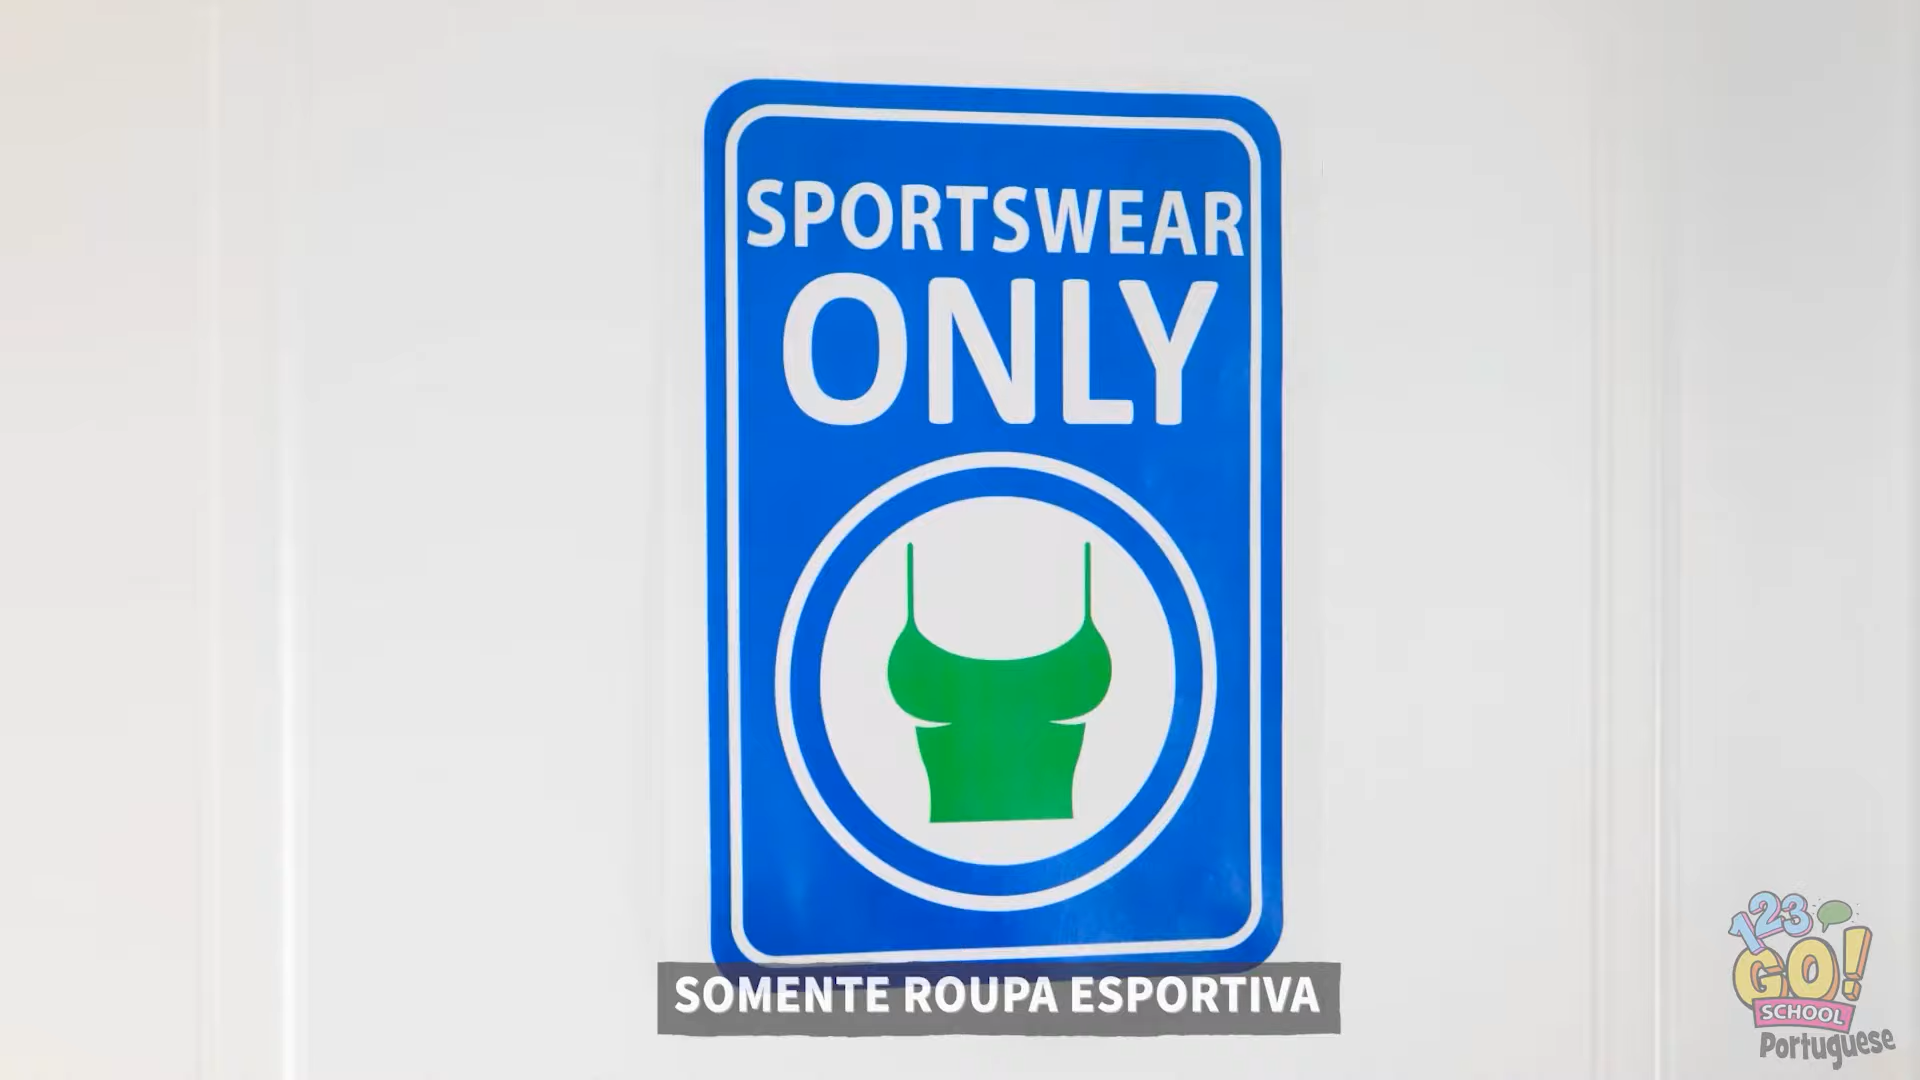 SPORTSWEAR
ONLY
SOMENTE ROUPA ESPORTIVA
123
GO!
SCHOOL
Portuguese